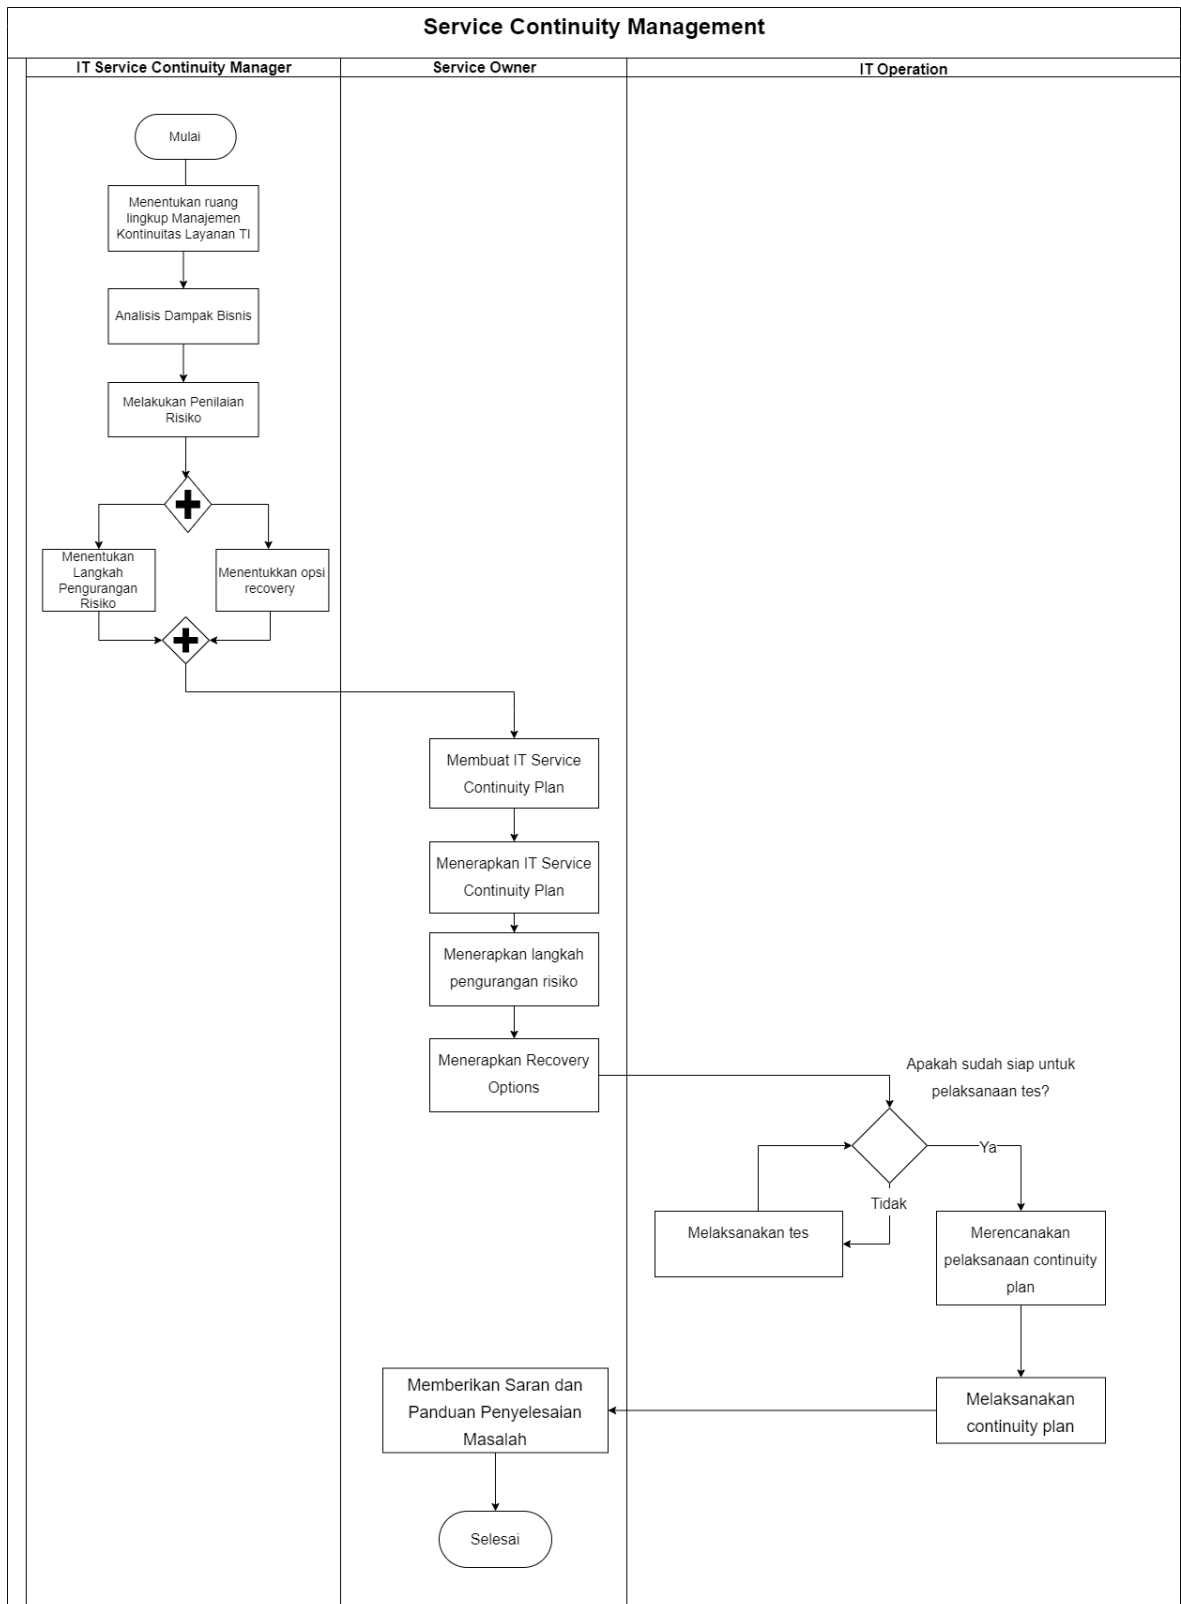 Service Continuity Management
IT Service Continuity Manager
Service Owner
IT Operation
Mulai
Menentukan ruang
lingkup Manajemen
Kontinuitas Layanan TI
Analisis Dampak Bisnis
Melakukan Penilaian
Risiko
Menentukan
Langkah
Pengurangan
Risiko
Menentukkan opsi
recovery
Membuat IT Service
Continuity Plan
Menerapkan IT Service
Continuity Plan
Menerapkan langkah
pengurangan risiko
Menerapkan Recovery
Options
Apakah sudah siap untuk
pelaksanaan tes?
Ya
Tidak
Melaksanakan tes
Merencanakan
pelaksanaan continuity
plan
Melaksanakan
continuity plan
Memberikan Saran dan
Panduan Penyelesaian
Masalah
Selesai